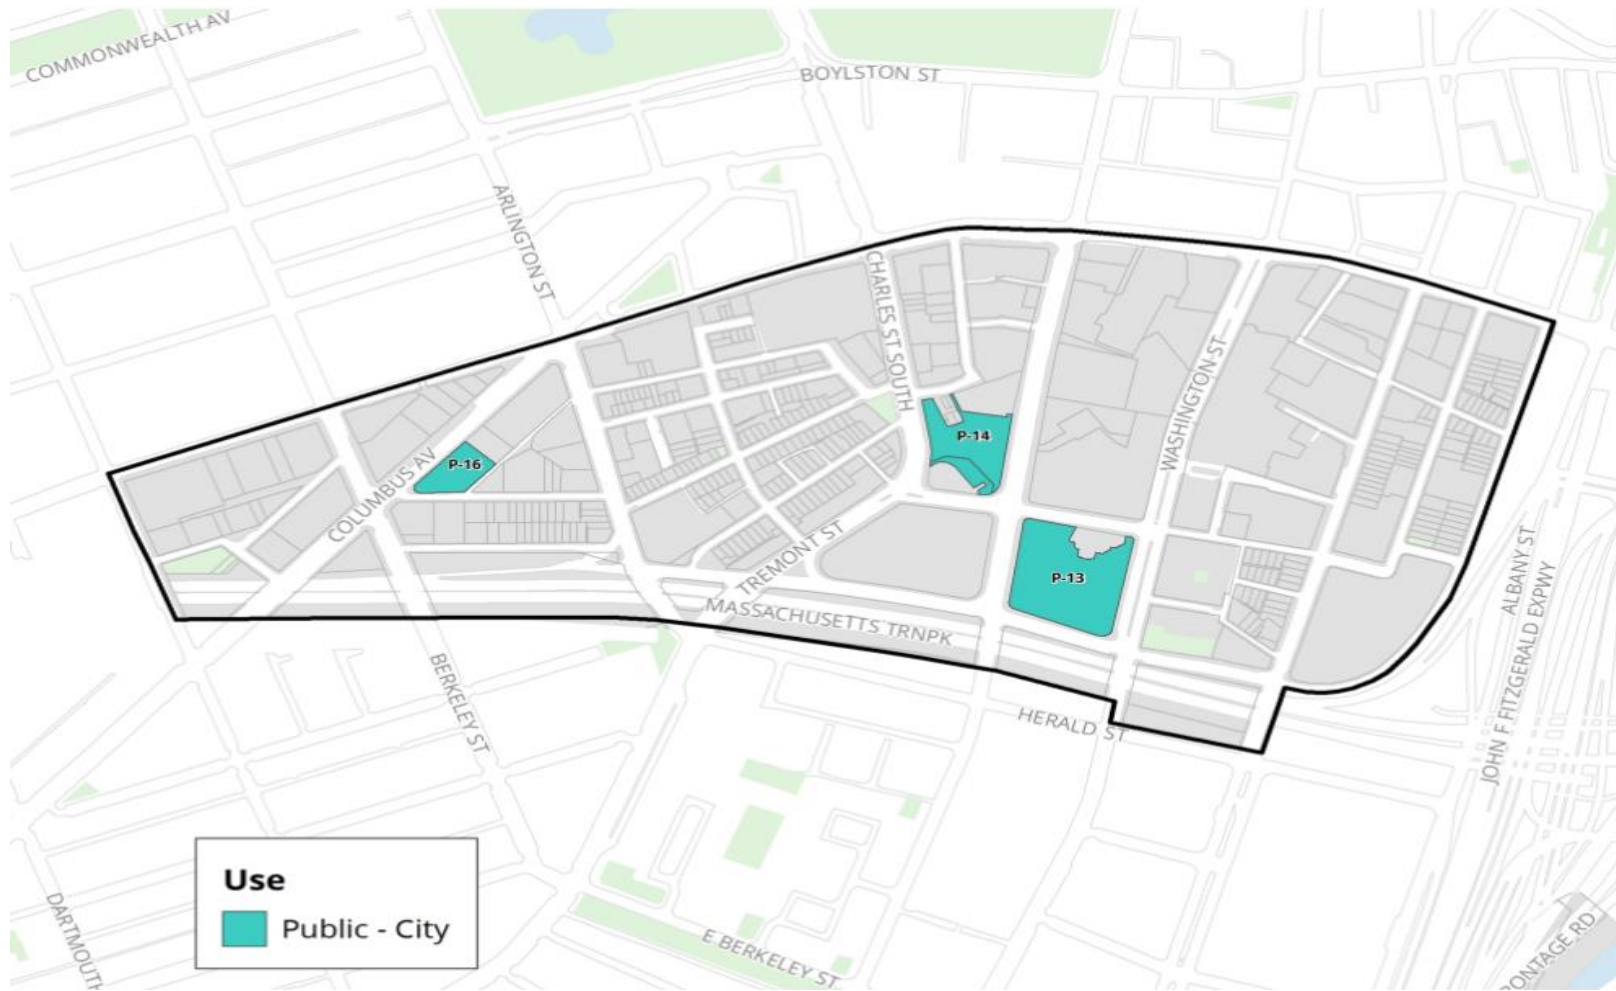 COMMONWEALTH AV
BOYLSTON ST
ARLINGTON ST
CHARLES ST SOUTH
WASHINGTON ST
P-14
P-16
COLUMBUS AV
TREMONT ST
P-13
MASSACHUSETTS TRNPK
ALBANY ST
JOHN F FITZGERALD EXPWY
BERKELEY ST
HERALD ST
Use
Public - City
DARTMOUTH
E BERKELEY ST
RONTAGE RD